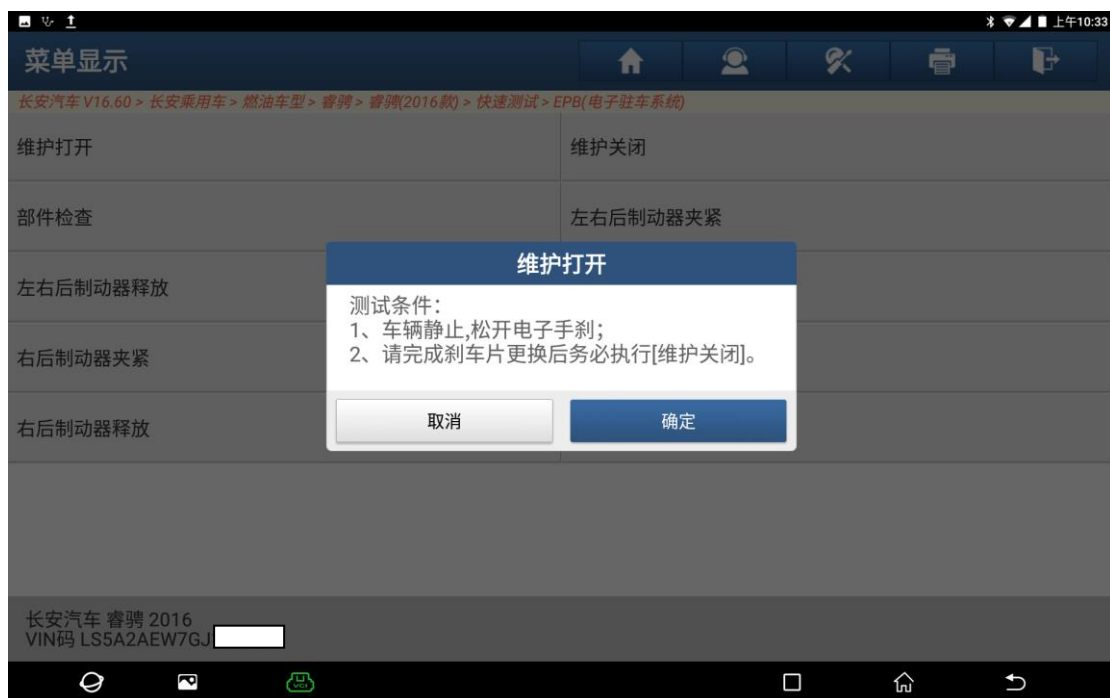 上午10:33
菜单显示
长安汽车 V16.60 > 长安乘用车 > 燃油车型 > 睿骋 > 睿骋(2016款) > 快速测试 > EPB(电子驻车系统)
维护打开
维护关闭
部件检查
左右后制动器夹紧
左右后制动器释放
右后制动器夹紧
右后制动器释放
维护打开
测试条件：
1、车辆静止,松开电子手刹；
2、请完成刹车片更换后务必执行[维护关闭]。
取消
确定
长安汽车 睿骋 2016
VIN码 LS5A2AEW7GJ
VCI